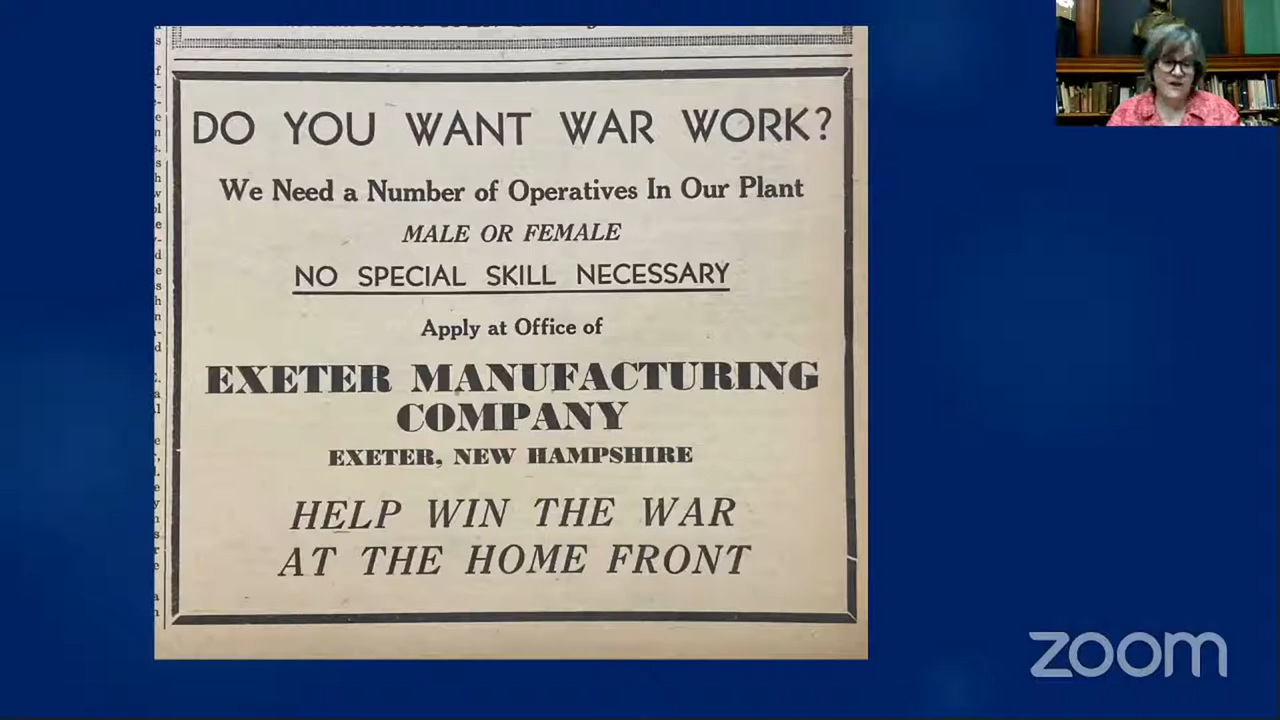 DO YOU WANT WAR WORK?
We Need a Number of Operatives In Our Plant
MALE OR FEMALE
NO SPECIAL SKILL NECESSARY
Apply at Office of
EXETER MANUFACTURING
COMPANY
EXETER, NEW HAMPSHIRE
HELP WIN THE WAR
AT THE HOME FRONT
zoom